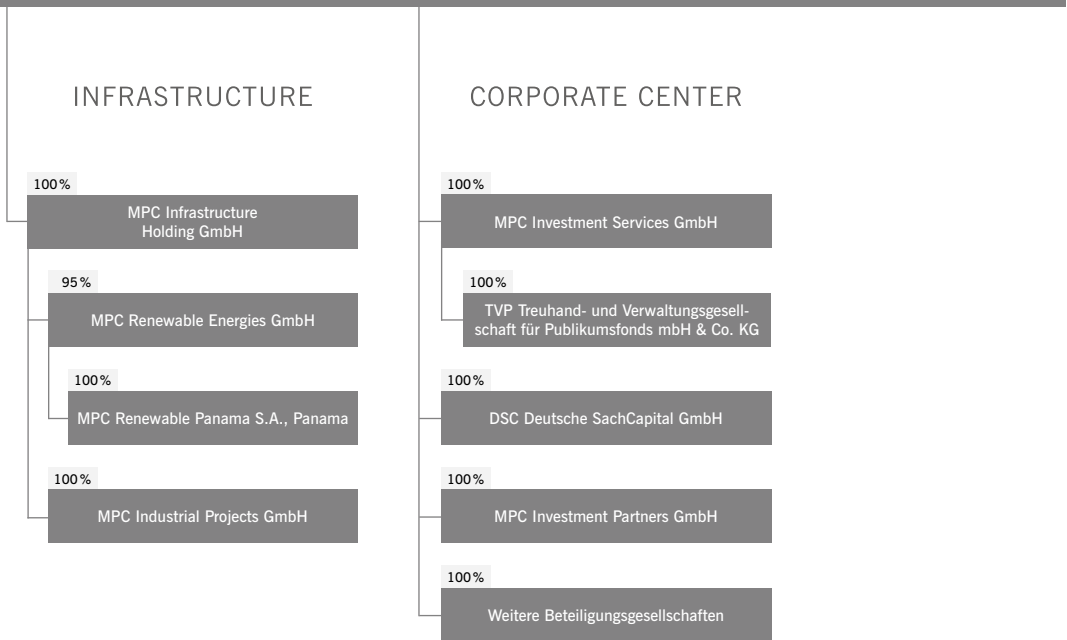 INFRASTRUCTURE
100%
MPC Infrastructure
Holding GmbH
95%
MPC Renewable Energies GmbH
100%
MPC Renewable Panama S.A., Panama
100%
MPC Industrial Projects GmbH
CORPORATE CENTER
100%
MPC Investment Services GmbH
100%
TVP Treuhand- und Verwaltungsgesell-
schaft für Publikumsfonds mbH & Co. KG
100%
DSC Deutsche SachCapital GmbH
100%
MPC Investment Partners GmbH
100%
Weitere Beteiligungsgesellschaften